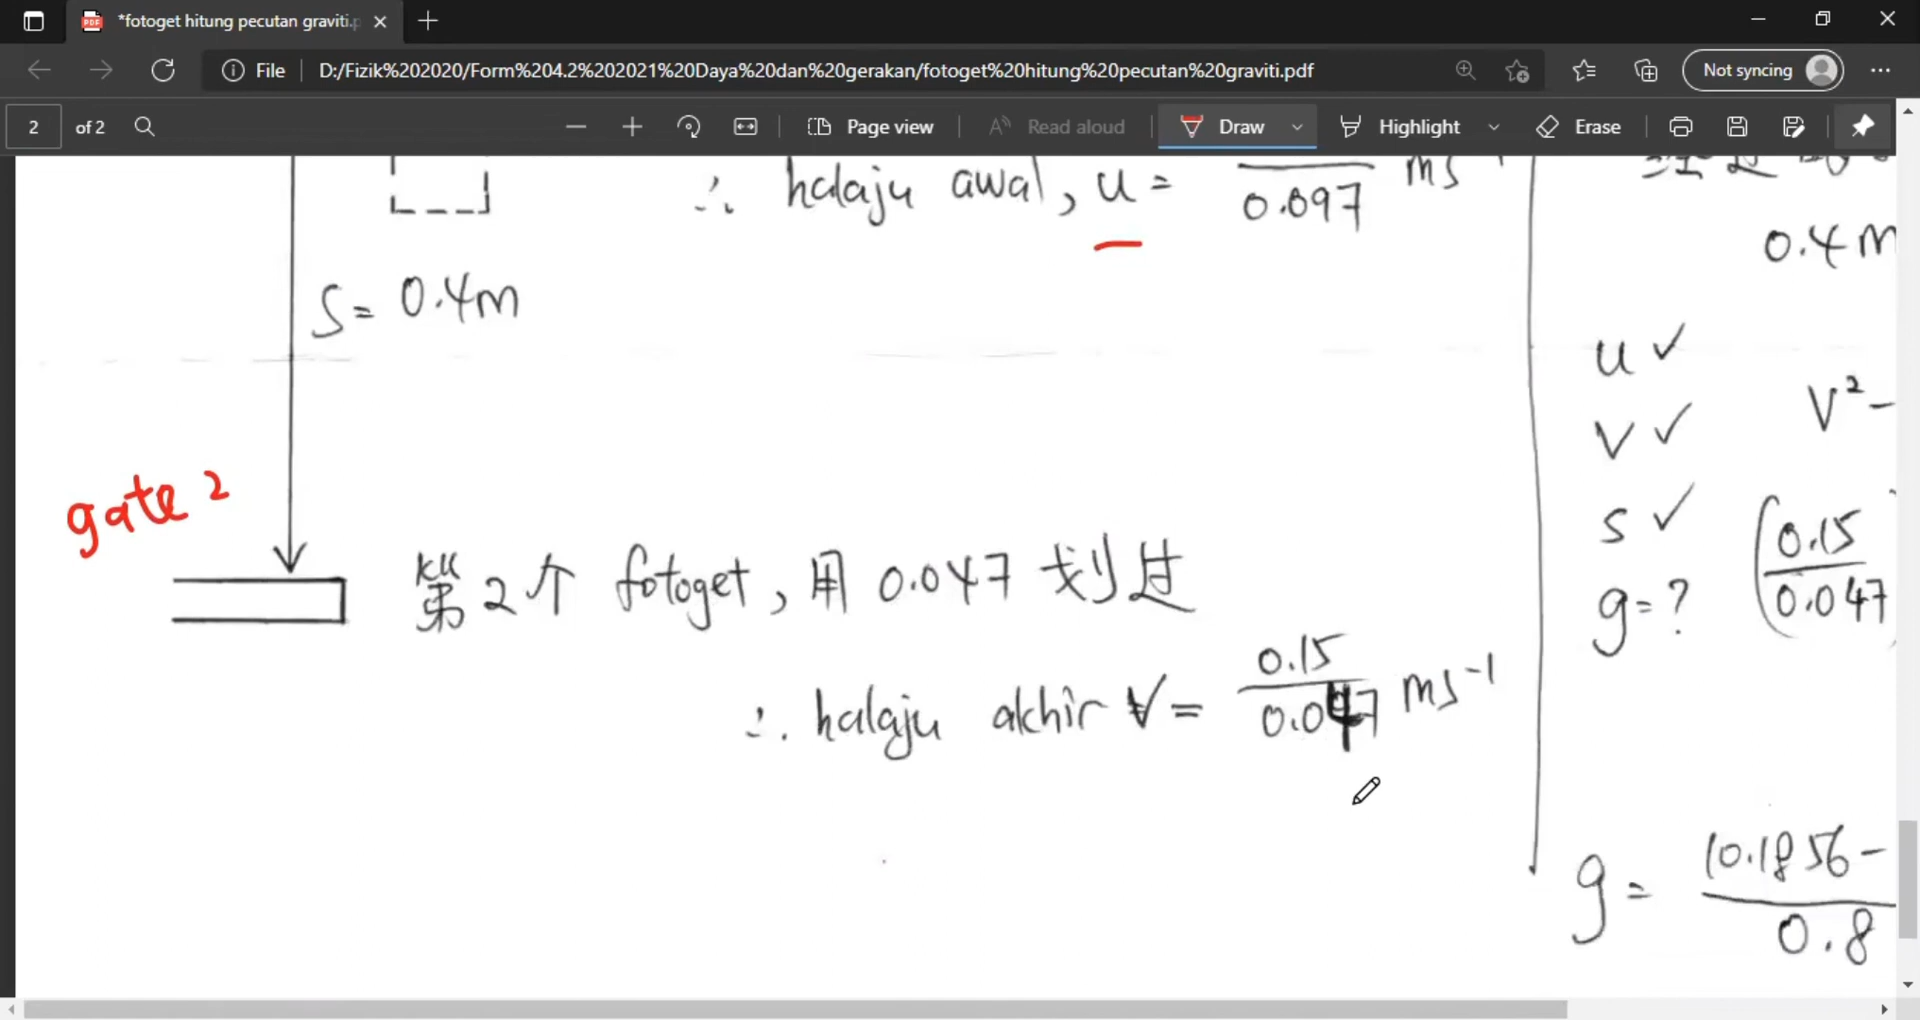 *fotoget hitung pecutan graviti.p
File
D:/Fizik%202020/Form%204.2%202021%20Daya%20dan%20gerakan/fotoget%20hitung%20pecutan%20graviti.pdf
Not syncing
2 of 2
Page view
Read aloud
Draw
Highlight
Erase
∴ halaju awal, u = 0.097 ms
S = 0.4m
gate 2
第2个 fotoget, 用 0.047 划过
∴ halaju akhir V = 0.15/0.047 ms⁻¹
0.4m
u ✓
v ✓
V² -
s ✓
g = ?
(0.15/0.047
g = 10.1856 - / 0.8